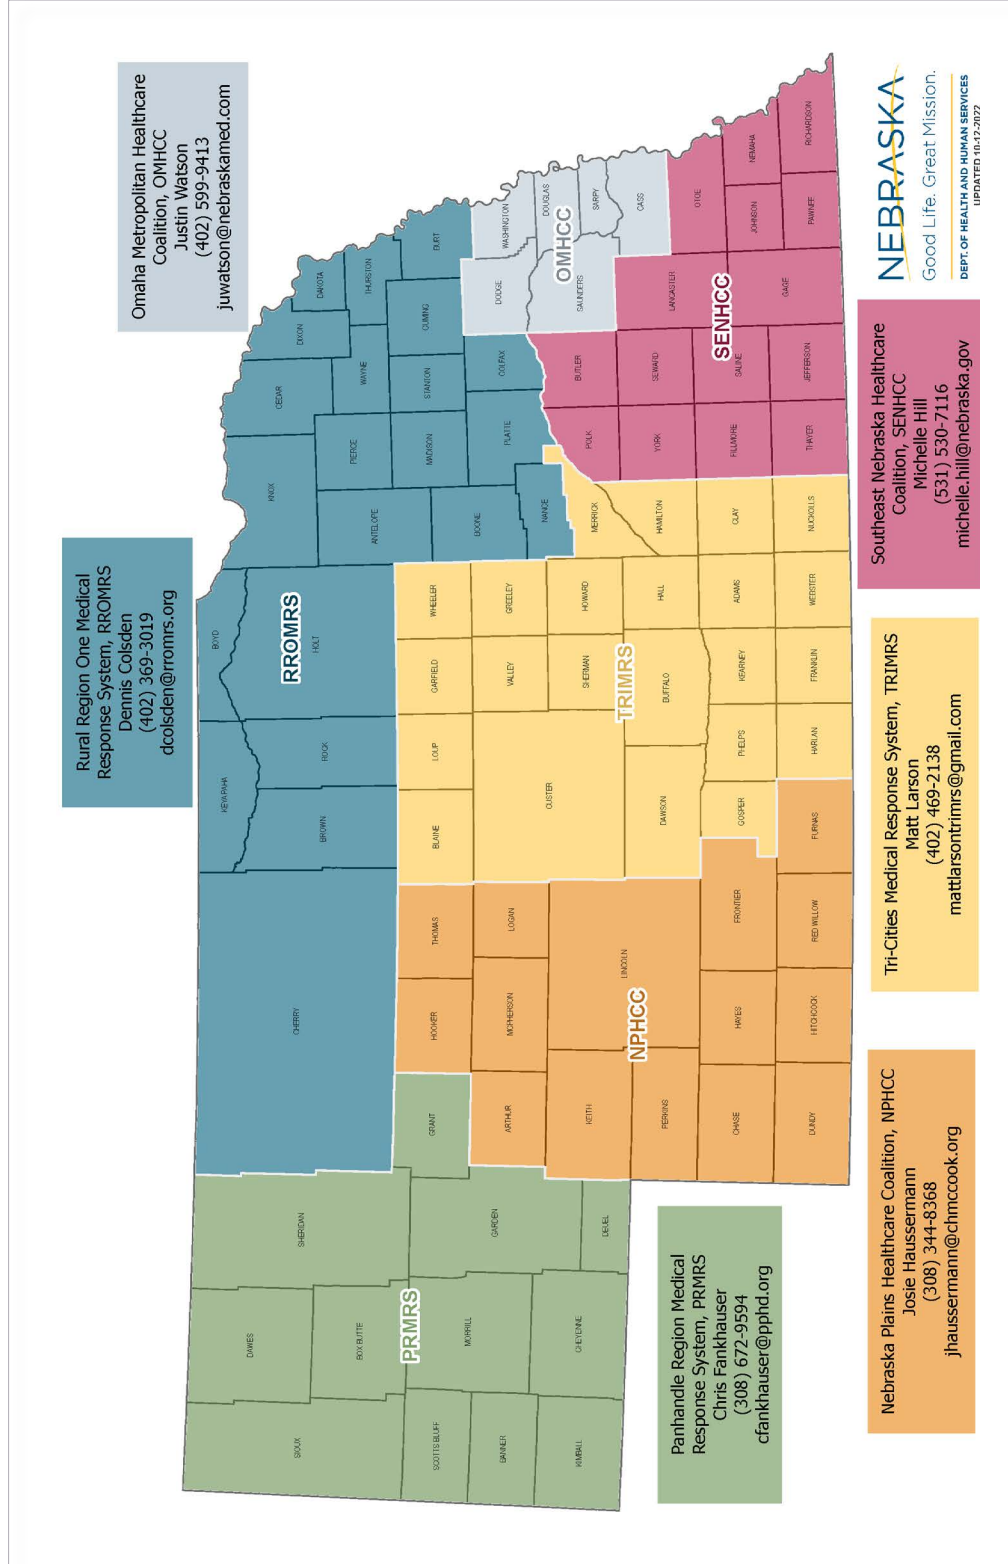 Rural Region One Medical
Response System, RROMRS
Dennis Colsden
(402) 369-3019
dcolsden@rromrs.org
Omaha Metropolitan Healthcare
Coalition, OMHCC
Justin Watson
(402) 599-9413
juwatson@nebraskamed.com
SIOUX
DAWES
SHERIDAN
BOX BUTTE
SCOTTS BLUFF
BANNER
KIMBALL
MORRILL
CHEYENNE
GARDEN
DEUEL
GRANT
PRMRS
CHERRY
KEYA PAHA
BROWN
ROCK
BOYD
HOLT
RROMRS
KNOX
ANTELOPE
BOONE
NANCE
CEDAR
PIERCE
MADISON
PLATTE
DIXON
WAYNE
STANTON
COLFAX
DAKOTA
THURSTON
CUMING
BURT
HOOKER
THOMAS
ARTHUR
MCPHERSON
LOGAN
KEITH
LINCOLN
PERKINS
NPHCC
CHASE
HAYES
FRONTIER
DUNDY
HITCHCOCK
RED WILLOW
FURNAS
BLAINE
LOUP
GARFIELD
WHEELER
CUSTER
VALLEY
GREELEY
SHERMAN
HOWARD
TRIMRS
DAWSON
BUFFALO
HALL
MERRICK
HAMILTON
GOSPER
PHELPS
KEARNEY
ADAMS
CLAY
HARLAN
FRANKLIN
WEBSTER
NUCKOLLS
DODGE
WASHINGTON
DOUGLAS
SAUNDERS
SARPY
CASS
OMHCC
POLK
BUTLER
YORK
SEWARD
LANCASTER
OTOE
FILLMORE
SALINE
SENHCC
GAGE
JOHNSON
NEMAHA
THAYER
JEFFERSON
PAWNEE
RICHARDSON
Panhandle Region Medical
Response System, PRMRS
Chris Fankhauser
(308) 672-9594
cfankhauser@pphd.org
Nebraska Plains Healthcare Coalition, NPHCC
Josie Haussermann
(308) 344-8368
jhaussermann@chmccook.org
Tri-Cities Medical Response System, TRIMRS
Matt Larson
(402) 469-2138
mattlarsontrimrs@gmail.com
Southeast Nebraska Healthcare
Coalition, SENHCC
Michelle Hill
(531) 530-7116
michelle.hill@nebraska.gov
NEBRASKA
Good Life. Great Mission.
DEPT. OF HEALTH AND HUMAN SERVICES
UPDATED 10-12-2022